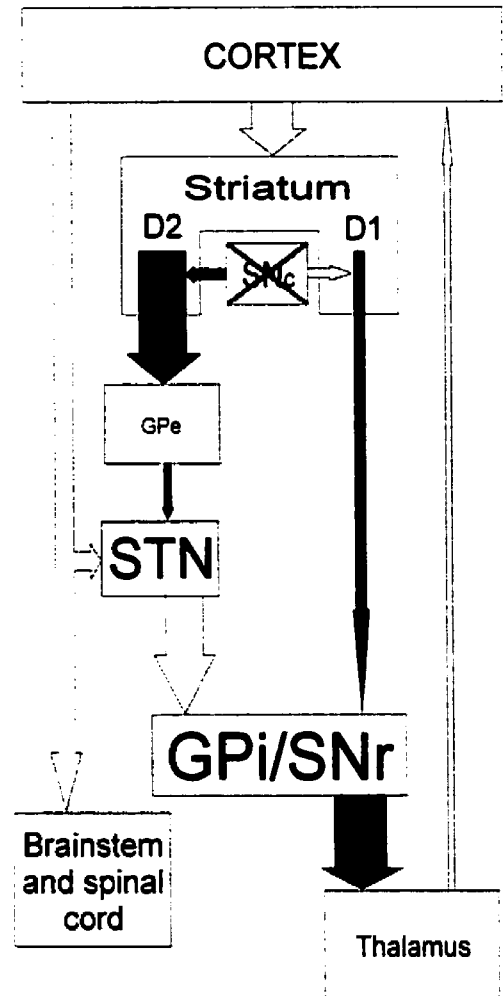 CORTEX
Striatum
D2
D1
SNc
GPe
STN
GPi/SNr
Brainstem
and spinal
cord
Thalamus